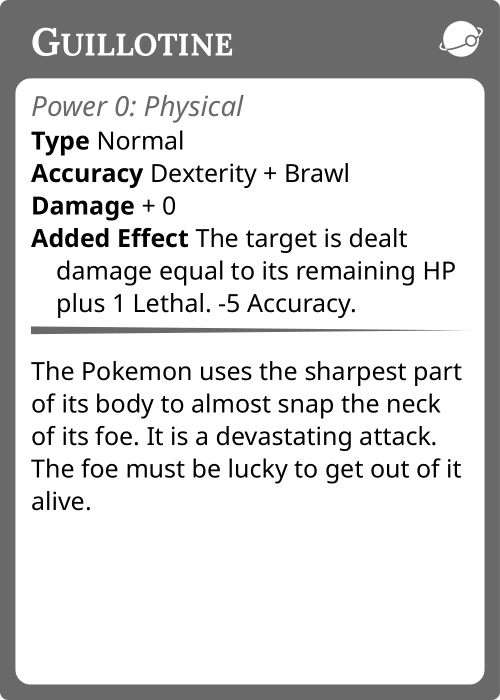 GUILLOTINE
Power 0: Physical
Type Normal
Accuracy Dexterity + Brawl
Damage + 0
Added Effect The target is dealt
damage equal to its remaining HP
plus 1 Lethal. -5 Accuracy.
The Pokemon uses the sharpest part
of its body to almost snap the neck
of its foe. It is a devastating attack.
The foe must be lucky to get out of it
alive.